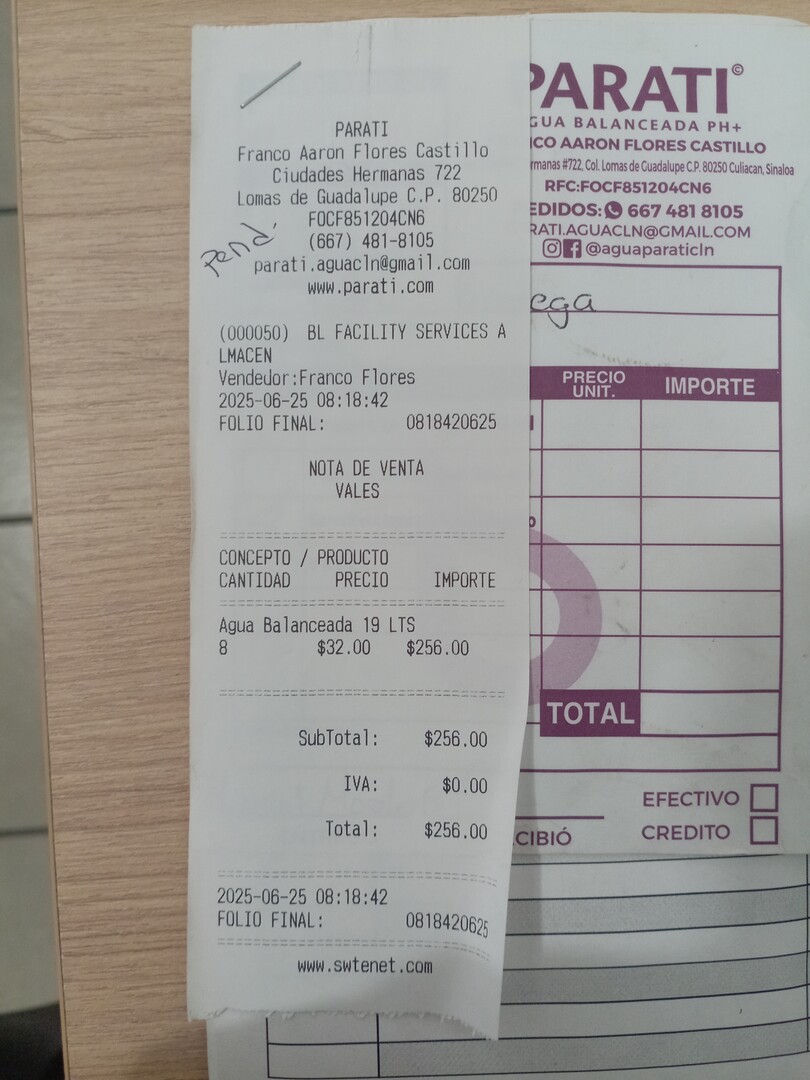 PARATI
Franco Aaron Flores Castillo
Ciudades Hermanas 722
Lomas de Guadalupe C.P. 80250
FOCF851204CN6
(667) 481-8105
Pend.
parati.aguacln@gmail.com
www.parati.com
(000050) BL FACILITY SERVICES A
LMACEN
Vendedor:Franco Flores
2025-06-25 08:18:42
FOLIO FINAL: 0818420625
NOTA DE VENTA
VALES
CONCEPTO / PRODUCTO
CANTIDAD PRECIO IMPORTE
Agua Balanceada 19 LTS
8 $32.00 $256.00
SubTotal: $256.00
IVA: $0.00
Total: $256.00
2025-06-25 08:18:42
FOLIO FINAL: 0818420625
www.swtenet.com
PARATI©
GUA BALANCEADA PH+
CO AARON FLORES CASTILLO
rmanas #722, Col. Lomas de Guadalupe C.P. 80250 Culiacan, Sinaloa
RFC:FOCF851204CN6
EDIDOS: 667 481 8105
RATI.AGUACLN@GMAIL.COM
@aguaparaticln
ega
PRECIO UNIT. IMPORTE
TOTAL
EFECTIVO
CIBIÓ CREDITO